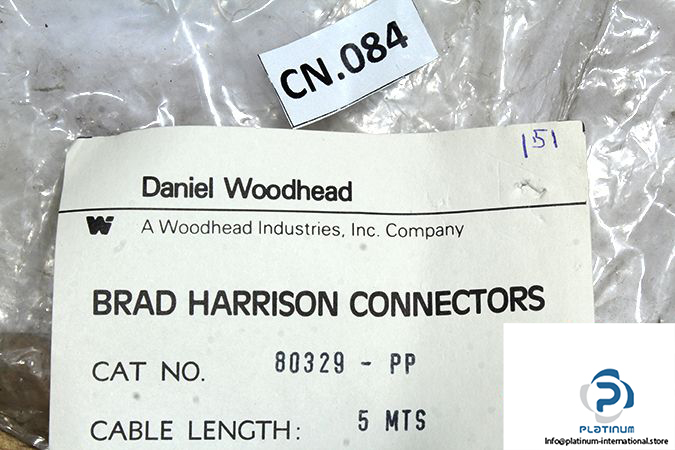 CN.084
151
Daniel Woodhead
W A Woodhead Industries, Inc. Company
BRAD HARRISON CONNECTORS
CAT NO. 80329 - PP
CABLE LENGTH: 5 MTS
PLATINUM
Info@platinum-international.store